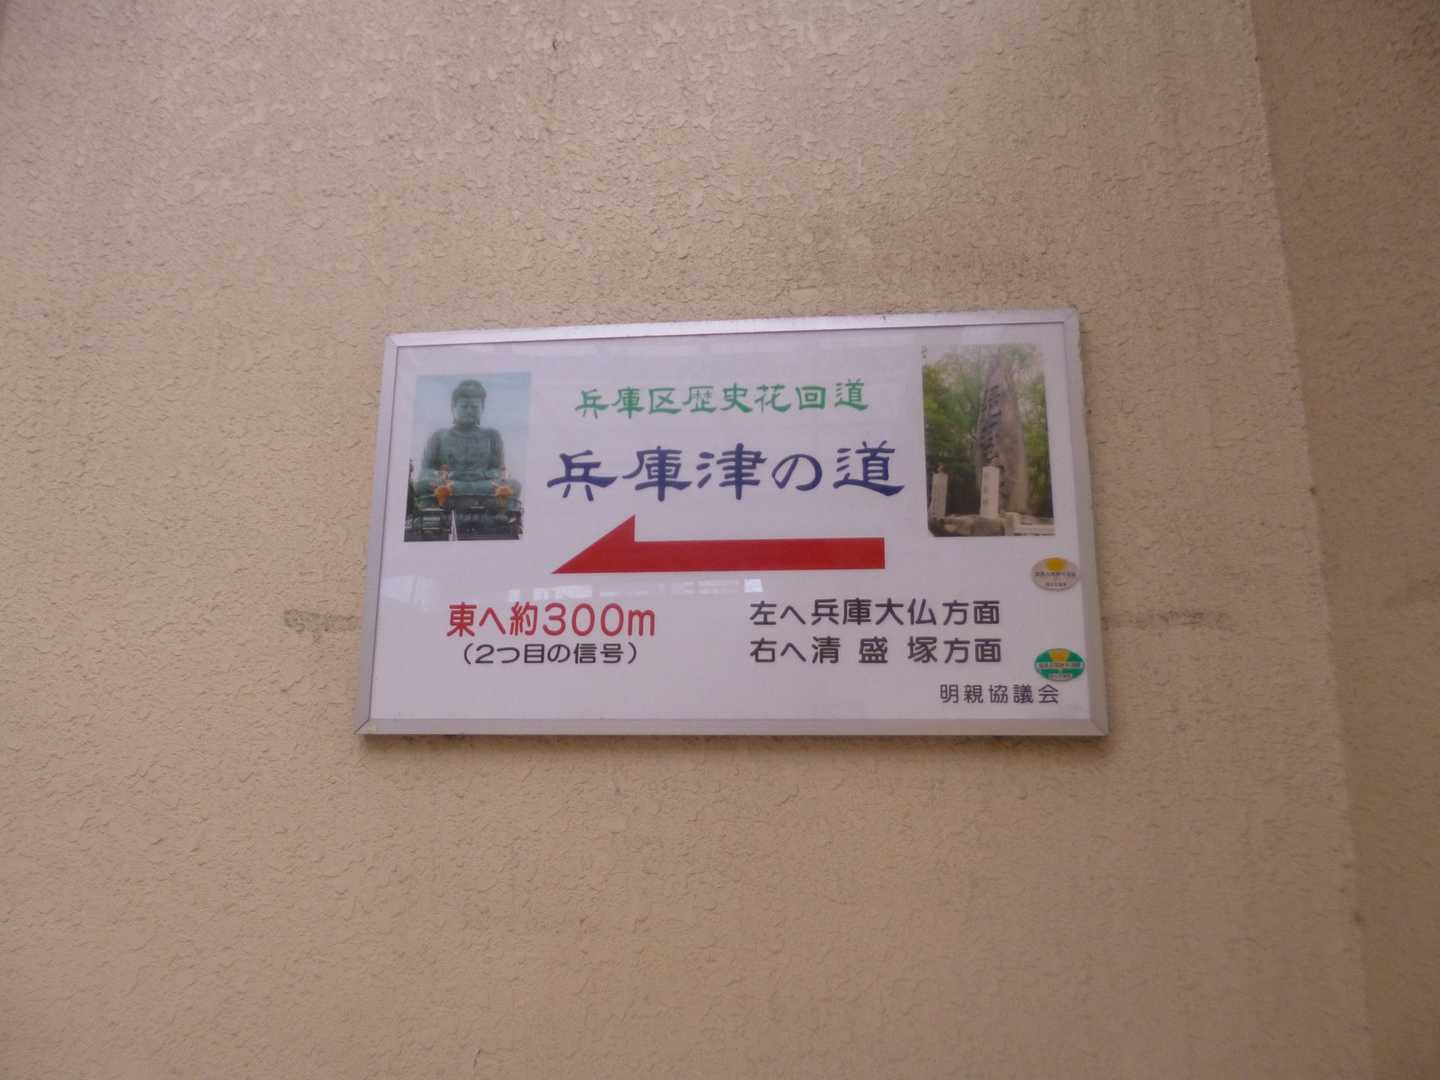 兵庫区歴史花回道
兵庫津の道
東へ約300m
(2つ目の信号)
左へ兵庫大仏方面
右へ清盛塚方面
明親協議会